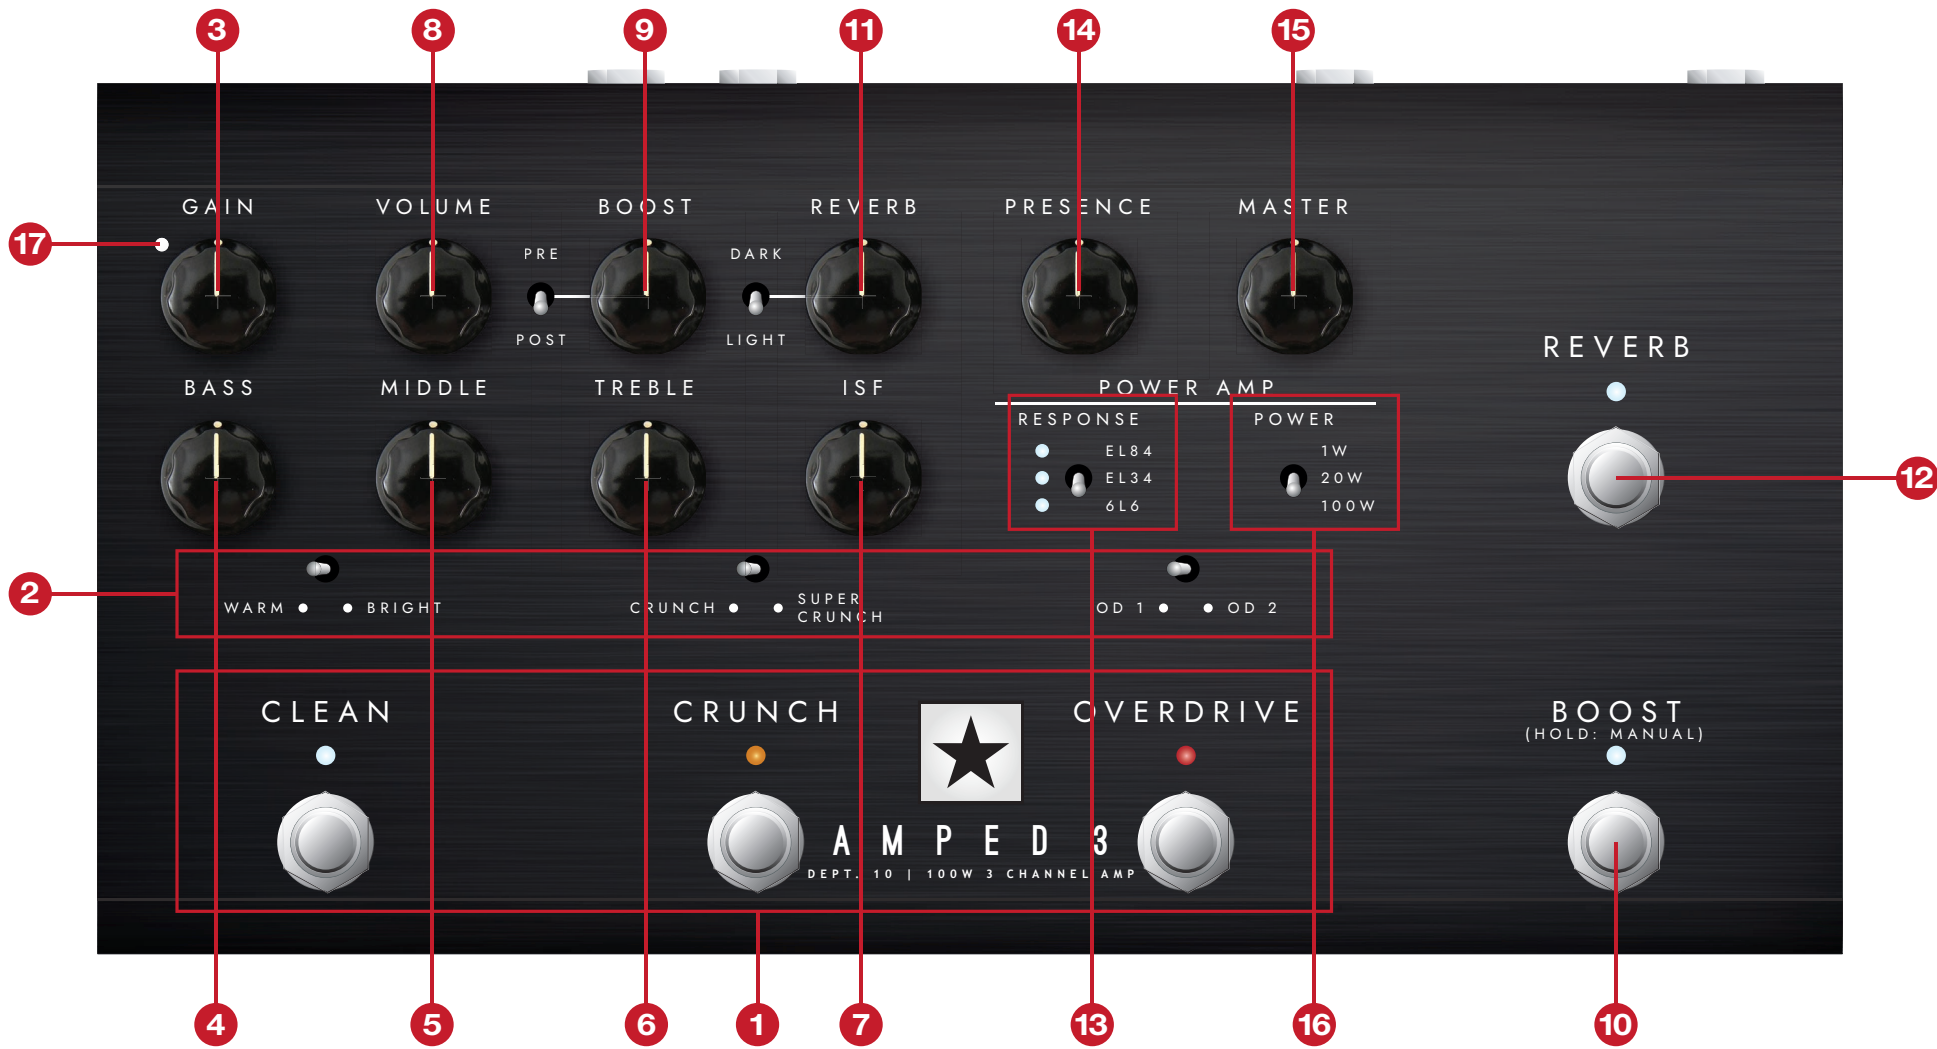 3 8 9 11 14 15
GAIN VOLUME BOOST REVERB PRESENCE MASTER
17
PRE DARK
POST LIGHT
REVERB
BASS MIDDLE TREBLE ISF POWER AMP
RESPONSE POWER
EL84 1W
EL34 20W
6L6 100W
12
2
WARM BRIGHT CRUNCH SUPER CRUNCH OD 1 OD 2
CLEAN CRUNCH OVERDRIVE BOOST
(HOLD: MANUAL)
AMPED 3
DEPT. 10 | 100W 3 CHANNEL AMP
4 5 6 1 7 13 16 10